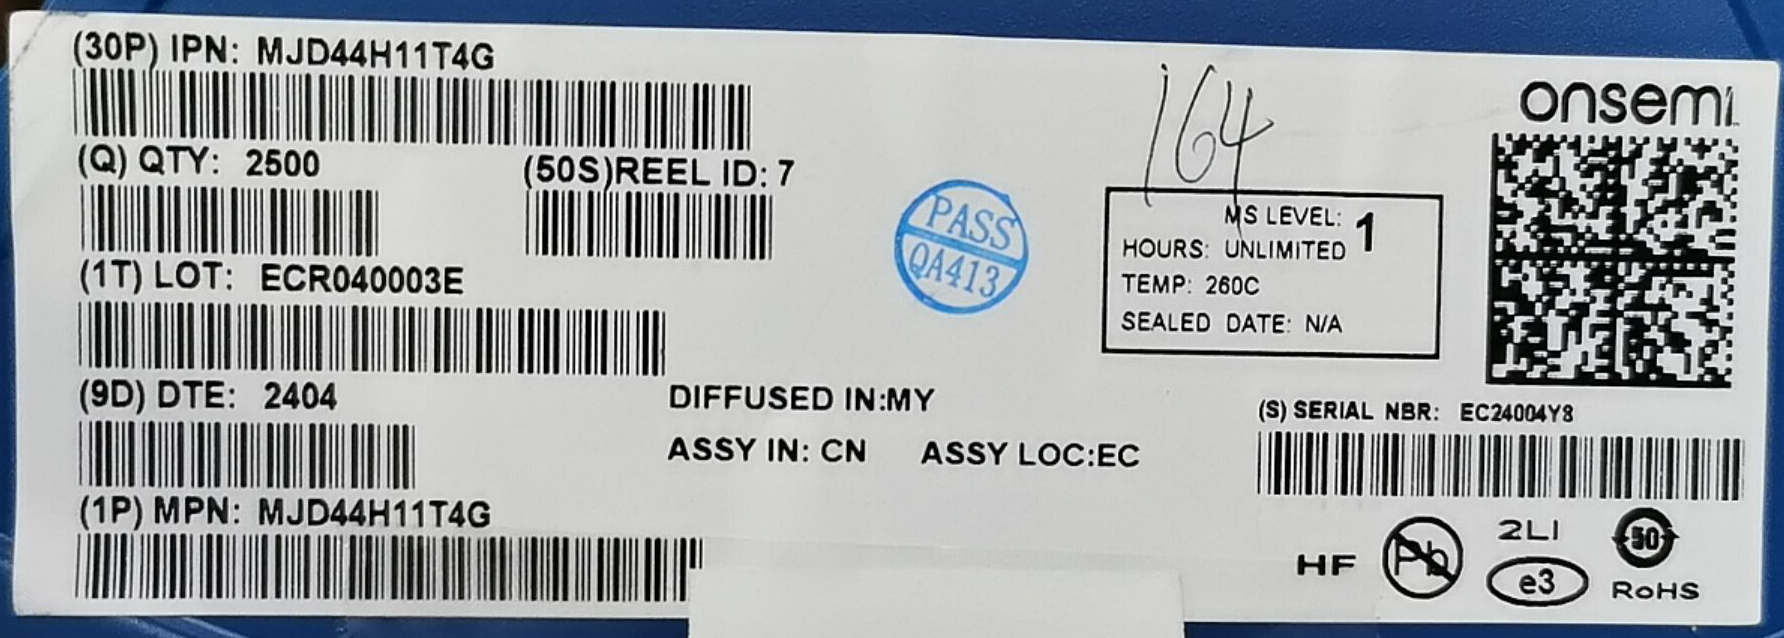 (30P) IPN: MJD44H11T4G
(Q) QTY: 2500
(50S)REEL ID: 7
(1T) LOT: ECR040003E
(9D) DTE: 2404
DIFFUSED IN:MY
ASSY IN: CN ASSY LOC:EC
(1P) MPN: MJD44H11T4G
PASS
QA413
164
MS LEVEL: 1
HOURS: UNLIMITED
TEMP: 260C
SEALED DATE: N/A
onsemi
(S) SERIAL NBR: EC24004Y8
HF
Pb
2LI
e3
50
RoHS